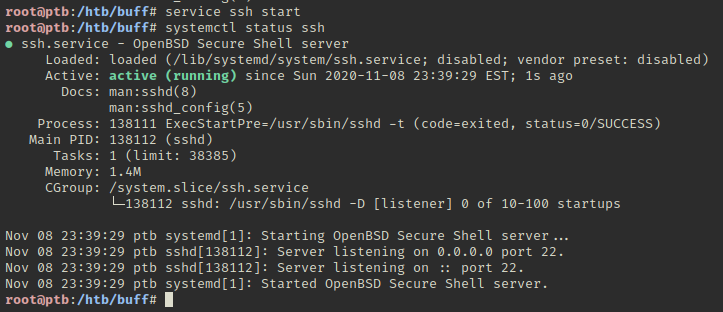 root@ptb:/htb/buff# service ssh start
root@ptb:/htb/buff# systemctl status ssh
● ssh.service - OpenBSD Secure Shell server
     Loaded: loaded (/lib/systemd/system/ssh.service; disabled; vendor preset: disabled)
     Active: active (running) since Sun 2020-11-08 23:39:29 EST; 1s ago
       Docs: man:sshd(8)
             man:sshd_config(5)
    Process: 138111 ExecStartPre=/usr/sbin/sshd -t (code=exited, status=0/SUCCESS)
   Main PID: 138112 (sshd)
      Tasks: 1 (limit: 38385)
     Memory: 1.4M
     CGroup: /system.slice/ssh.service
             └─138112 sshd: /usr/sbin/sshd -D [listener] 0 of 10-100 startups

Nov 08 23:39:29 ptb systemd[1]: Starting OpenBSD Secure Shell server...
Nov 08 23:39:29 ptb sshd[138112]: Server listening on 0.0.0.0 port 22.
Nov 08 23:39:29 ptb sshd[138112]: Server listening on :: port 22.
Nov 08 23:39:29 ptb systemd[1]: Started OpenBSD Secure Shell server.
root@ptb:/htb/buff#